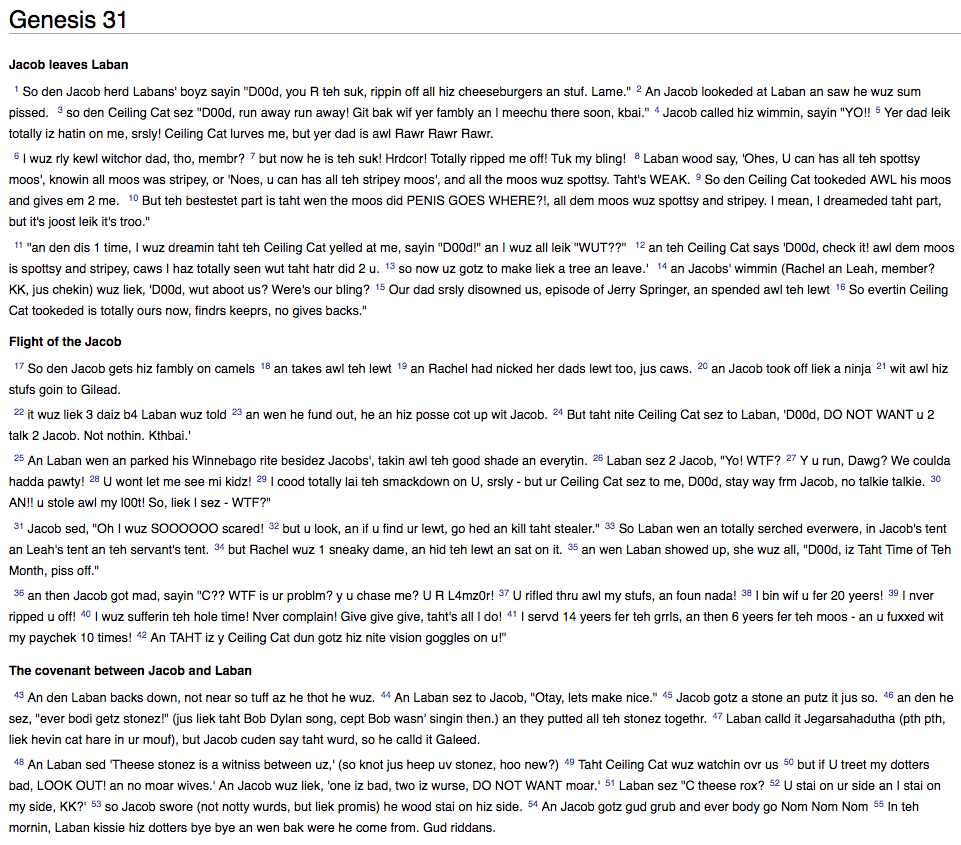 Genesis 31
Jacob leaves Laban
1 So den Jacob herd Labans' boyz sayin "D00d, you R teh suk, rippin off all hiz cheeseburgers an stuf. Lame." 2 An Jacob lookeded at Laban an saw he wuz sum
pissed. 3 so den Ceiling Cat sez "D00d, run away run away! Git bak wif yer fambly an I meechu there soon, kbai." 4 Jacob called hiz wimmin, sayin "YO!! 5 Yer dad leik
totally iz hatin on me, srsly! Ceiling Cat lurves me, but yer dad is awl Rawr Rawr Rawr.
6 I wuz rly kewl witchor dad, tho, membr? 7 but now he is teh suk! Hrdcor! Totally ripped me off! Tuk my bling! 8 Laban wood say, 'Ohes, U can has all teh spottsy
moos', knowin all moos was stripey, or 'Noes, u can has all teh stripey moos', and all the moos wuz spottsy. Taht's WEAK. 9 So den Ceiling Cat tookeded AWL his moos
and gives em 2 me. 10 But teh bestestet part is taht wen the moos did PENIS GOES WHERE?!, all dem moos wuz spottsy and stripey. I mean, I dreameded taht part,
but it's joost leik it's troo."
11 "an den dis 1 time, I wuz dreamin taht teh Ceiling Cat yelled at me, sayin "D00d!" an I wuz all leik "WUT??" 12 an teh Ceiling Cat says 'D00d, check it! awl dem moos
is spottsy and stripey, caws I haz totally seen wut taht hatr did 2 u. 13 so now uz gotz to make liek a tree an leave.' 14 an Jacobs' wimmin (Rachel an Leah, member?
KK, jus chekin) wuz liek, 'D00d, wut aboot us? Were's our bling? 15 Our dad srsly disowned us, episode of Jerry Springer, an spended awl teh lewt 16 So evertin Ceiling
Cat tookeded is totally ours now, findrs keeprs, no gives backs."
Flight of the Jacob
17 So den Jacob gets hiz fambly on camels 18 an takes awl teh lewt 19 an Rachel had nicked her dads lewt too, jus caws. 20 an Jacob took off liek a ninja 21 wit awl hiz
stufs goin to Gilead.
22 it wuz liek 3 daiz b4 Laban wuz told 23 an wen he fund out, he an hiz posse cot up wit Jacob. 24 But taht nite Ceiling Cat sez to Laban, 'D00d, DO NOT WANT u 2
talk 2 Jacob. Not nothin. Kthbai.'
25 An Laban wen an parked his Winnebago rite besidez Jacobs', takin awl teh good shade an everytin. 26 Laban sez 2 Jacob, "Yo! WTF? 27 Y u run, Dawg? We coulda
hadda pawty! 28 U wont let me see mi kidz! 29 I cood totally lai teh smackdown on U, srsly - but ur Ceiling Cat sez to me, D00d, stay way frm Jacob, no talkie talkie. 30
AN!! u stole awl my l00t! So, liek I sez - WTF?"
31 Jacob sed, "Oh I wuz SOOOOOO scared! 32 but u look, an if u find ur lewt, go hed an kill taht stealer." 33 So Laban wen an totally serched everwere, in Jacob's tent
an Leah's tent an teh servant's tent. 34 but Rachel wuz 1 sneaky dame, an hid teh lewt an sat on it. 35 an wen Laban showed up, she wuz all, "D00d, iz Taht Time of Teh
Month, piss off."
36 an then Jacob got mad, sayin "C?? WTF is ur problm? y u chase me? U R L4mz0r! 37 U rifled thru awl my stufs, an foun nada! 38 I bin wif u fer 20 yeers! 39 I nver
ripped u off! 40 I wuz sufferin teh hole time! Nver complain! Give give give, taht's all I do! 41 I servd 14 yeers fer teh grrls, an then 6 yeers fer teh moos - an u fuxxed wit
my paychek 10 times! 42 An TAHT iz y Ceiling Cat dun gotz hiz nite vision goggles on u!"
The covenant between Jacob and Laban
43 An den Laban backs down, not near so tuff az he thot he wuz. 44 An Laban sez to Jacob, "Otay, lets make nice." 45 Jacob gotz a stone an putz it jus so. 46 an den he
sez, "ever bodi getz stonez!" (jus liek taht Bob Dylan song, cept Bob wasn' singin then.) an they putted all teh stonez togethr. 47 Laban calld it Jegarsahadutha (pth pth,
liek hevin cat hare in ur mouf), but Jacob cuden say taht wurd, so he calld it Galeed.
48 An Laban sed 'Theese stonez is a witniss between uz,' (so knot jus heep uv stonez, hoo new?) 49 Taht Ceiling Cat wuz watchin ovr us 50 but if U treet my dotters
bad, LOOK OUT! an no moar wives.' An Jacob wuz liek, 'one iz bad, two iz wurse, DO NOT WANT moar.' 51 Laban sez "C theese rox? 52 U stai on ur side an I stai on
my side, KK?' 53 so Jacob swore (not notty wurds, but liek promis) he wood stai on hiz side. 54 An Jacob gotz gud grub and ever body go Nom Nom Nom 55 In teh
mornin, Laban kissie hiz dotters bye bye an wen bak were he come from. Gud riddans.